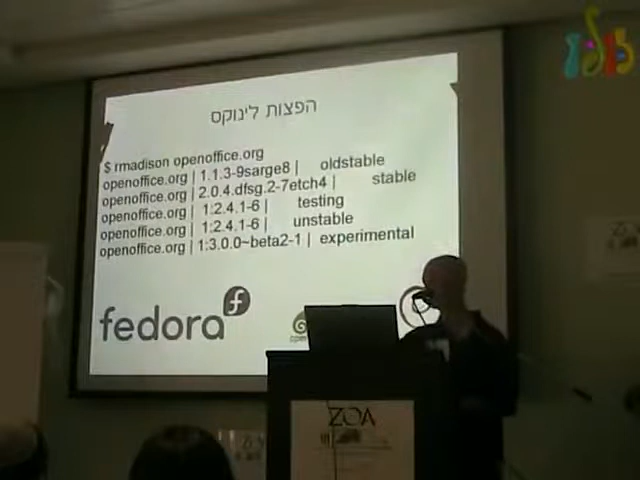 הפצות לינוקס
$ rmadison openoffice.org
openoffice.org | 1.1.3-9sarge8 | oldstable
openoffice.org | 2.0.4.dfsg.2-7etch4 | stable
openoffice.org | 1:2.4.1-6 | testing
openoffice.org | 1:2.4.1-6 | unstable
openoffice.org | 1:3.0.0~beta2-1 | experimental
fedora
ZOA